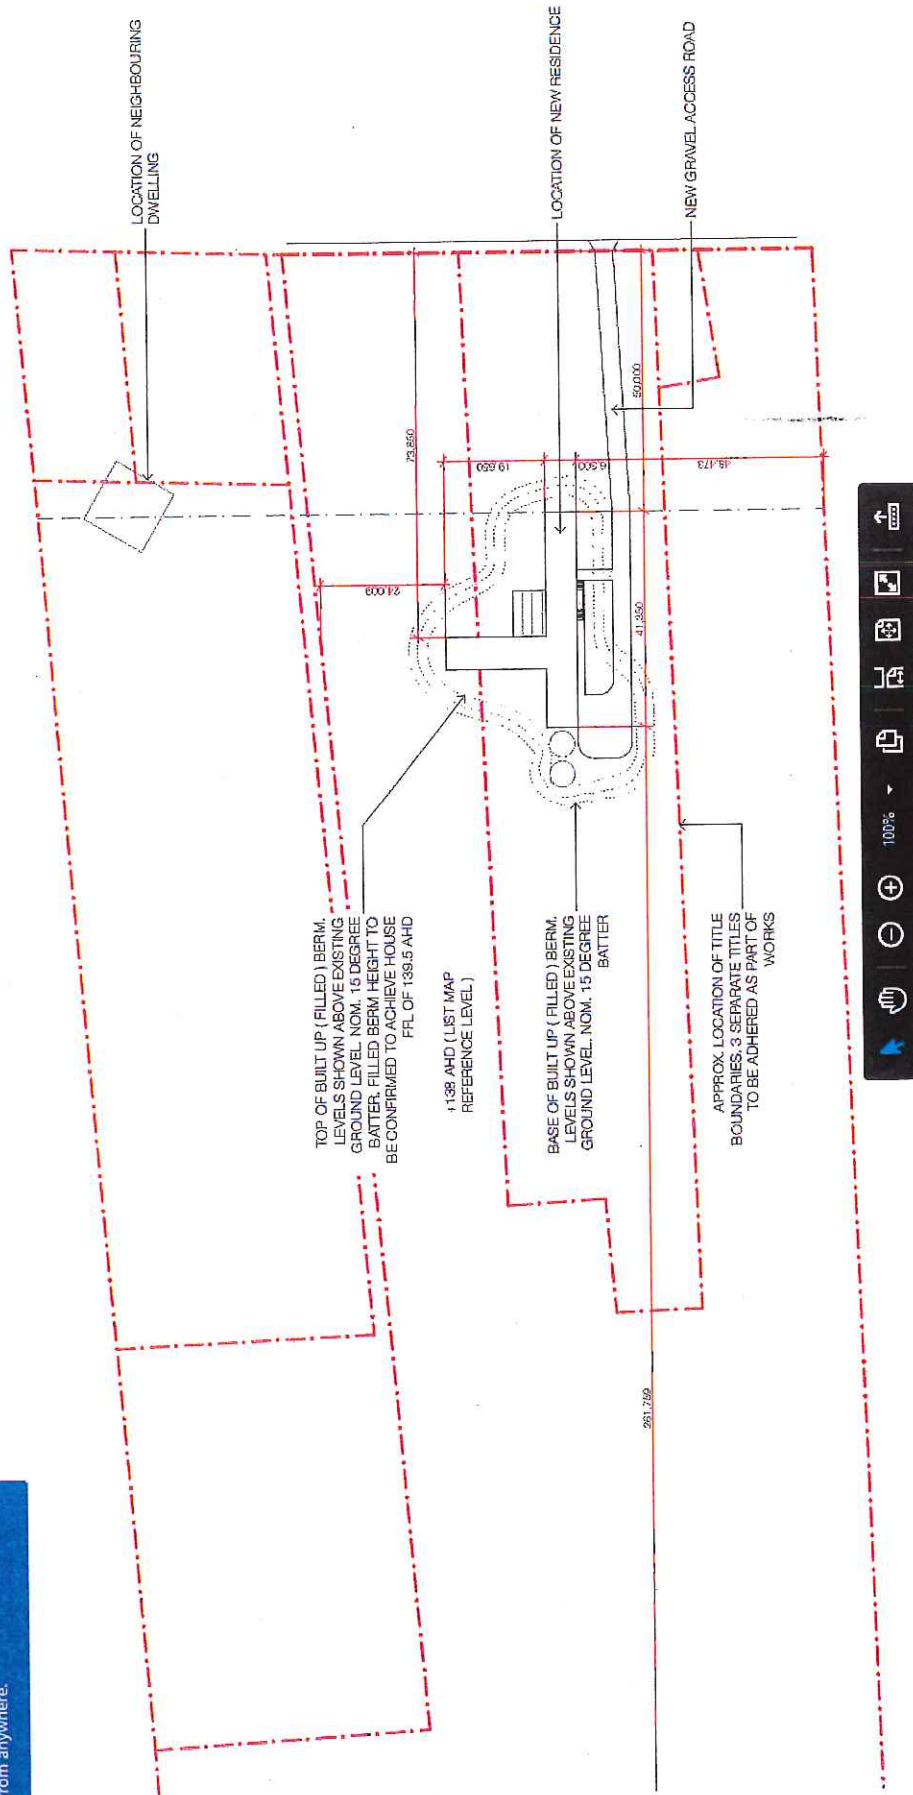 LOCATION OF NEIGHBOURING
DWELLING
LOCATION OF NEW RESIDENCE
NEW GRAVEL ACCESS ROAD
73,850
19,650
6,500
50,000
48,173
24,009
41,350
TOP OF BUILT UP ( FILLED ) BERM.
LEVELS SHOWN ABOVE EXISTING
GROUND LEVEL. NOM. 15 DEGREE
BATTER. FILLED BERM HEIGHT TO
BE CONFIRMED TO ACHIEVE HOUSE
FFL OF 139.5 AHD
+138 AHD ( LIST MAP
REFERENCE LEVEL )
BASE OF BUILT UP ( FILLED ) BERM.
LEVELS SHOWN ABOVE EXISTING
GROUND LEVEL. NOM. 15 DEGREE
BATTER
APPROX. LOCATION OF TITLE
BOUNDARIES. 3 SEPARATE TITLES
TO BE ADHERED AS PART OF
WORKS
261,759
100%
from anywhere.